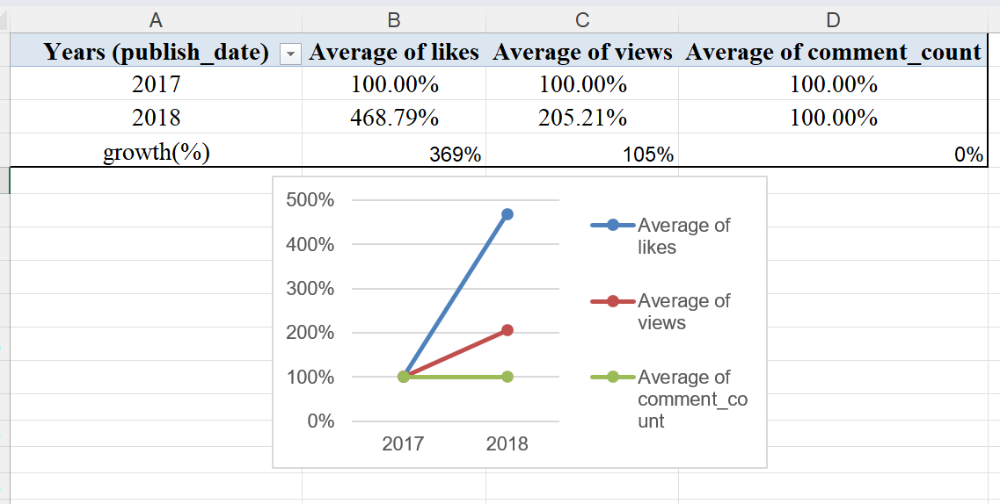 A B C D
Years (publish_date) Average of likes Average of views Average of comment_count
2017 100.00% 100.00% 100.00%
2018 468.79% 205.21% 100.00%
growth(%) 369% 105% 0%
500%
400%
300%
200%
100%
0%
2017 2018
Average of
likes
Average of
views
Average of
comment_co
unt